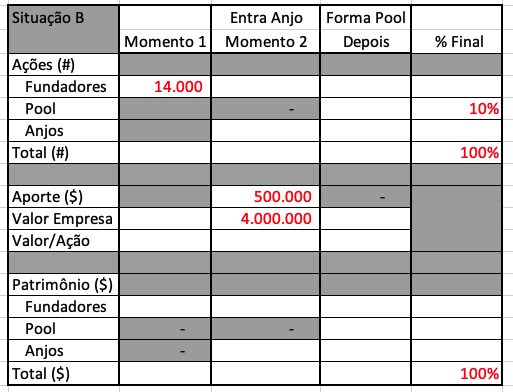 Situação B Entra Anjo Forma Pool
Momento 1 Momento 2 Depois % Final
Ações (#)
Fundadores 14.000
Pool - 10%
Anjos
Total (#) 100%
Aporte ($) 500.000 -
Valor Empresa 4.000.000
Valor/Ação
Patrimônio ($)
Fundadores
Pool - -
Anjos -
Total ($) 100%